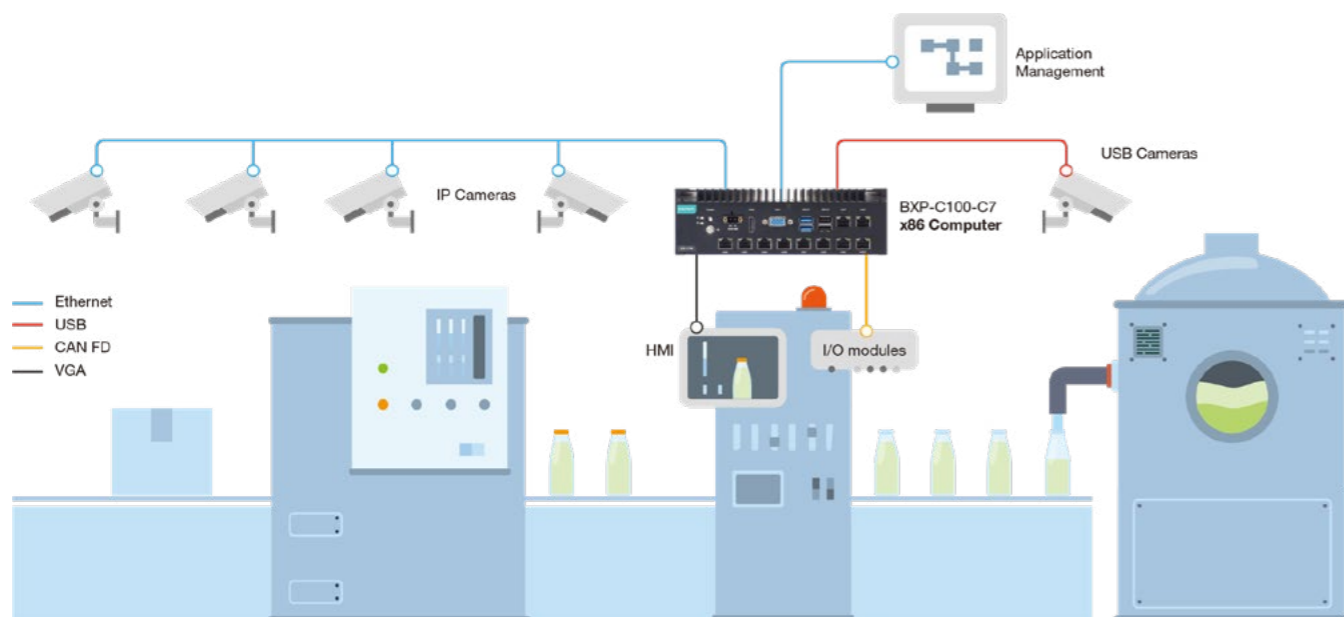 Application
Management
USB Cameras
IP Cameras
BXP-C100-C7
x86 Computer
Ethernet
USB
CAN FD
VGA
HMI
I/O modules